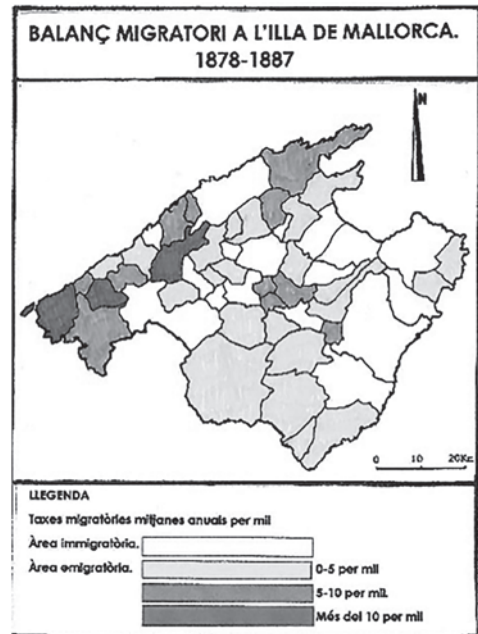 BALANÇ MIGRATORI A L'ILLA DE MALLORCA.
1878-1887
N
0 10 20Km
LLEGENDA
Taxes migratòries mitjanes anuals per mil
Àrea immigratòria.
Àrea emigratòria. 0-5 per mil
5-10 per mil.
Més del 10 per mil